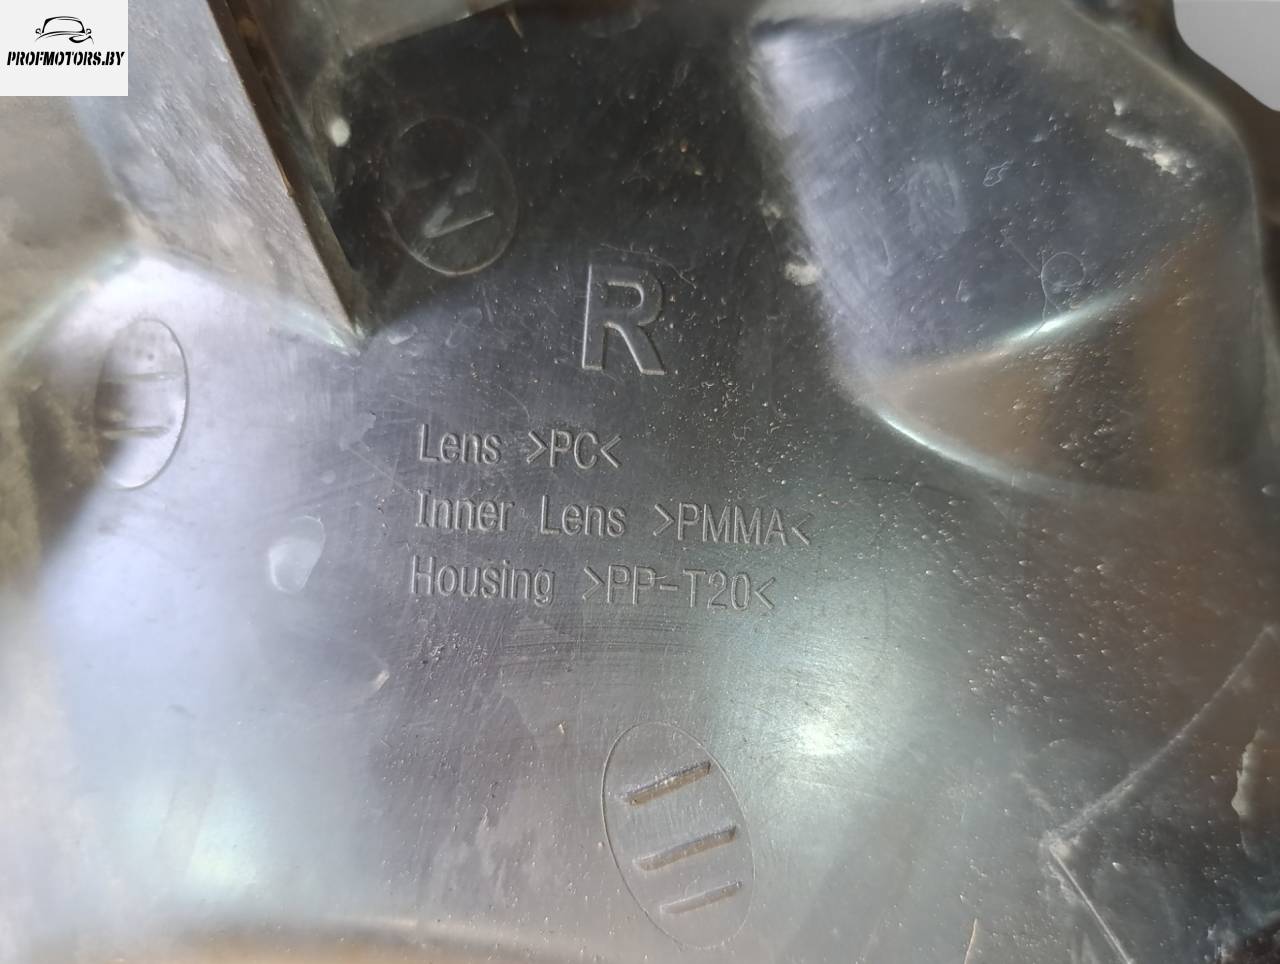 PROFMOTORS.BY
R
Lens >PC<
Inner Lens >PMMA<
Housing >PP-T20<